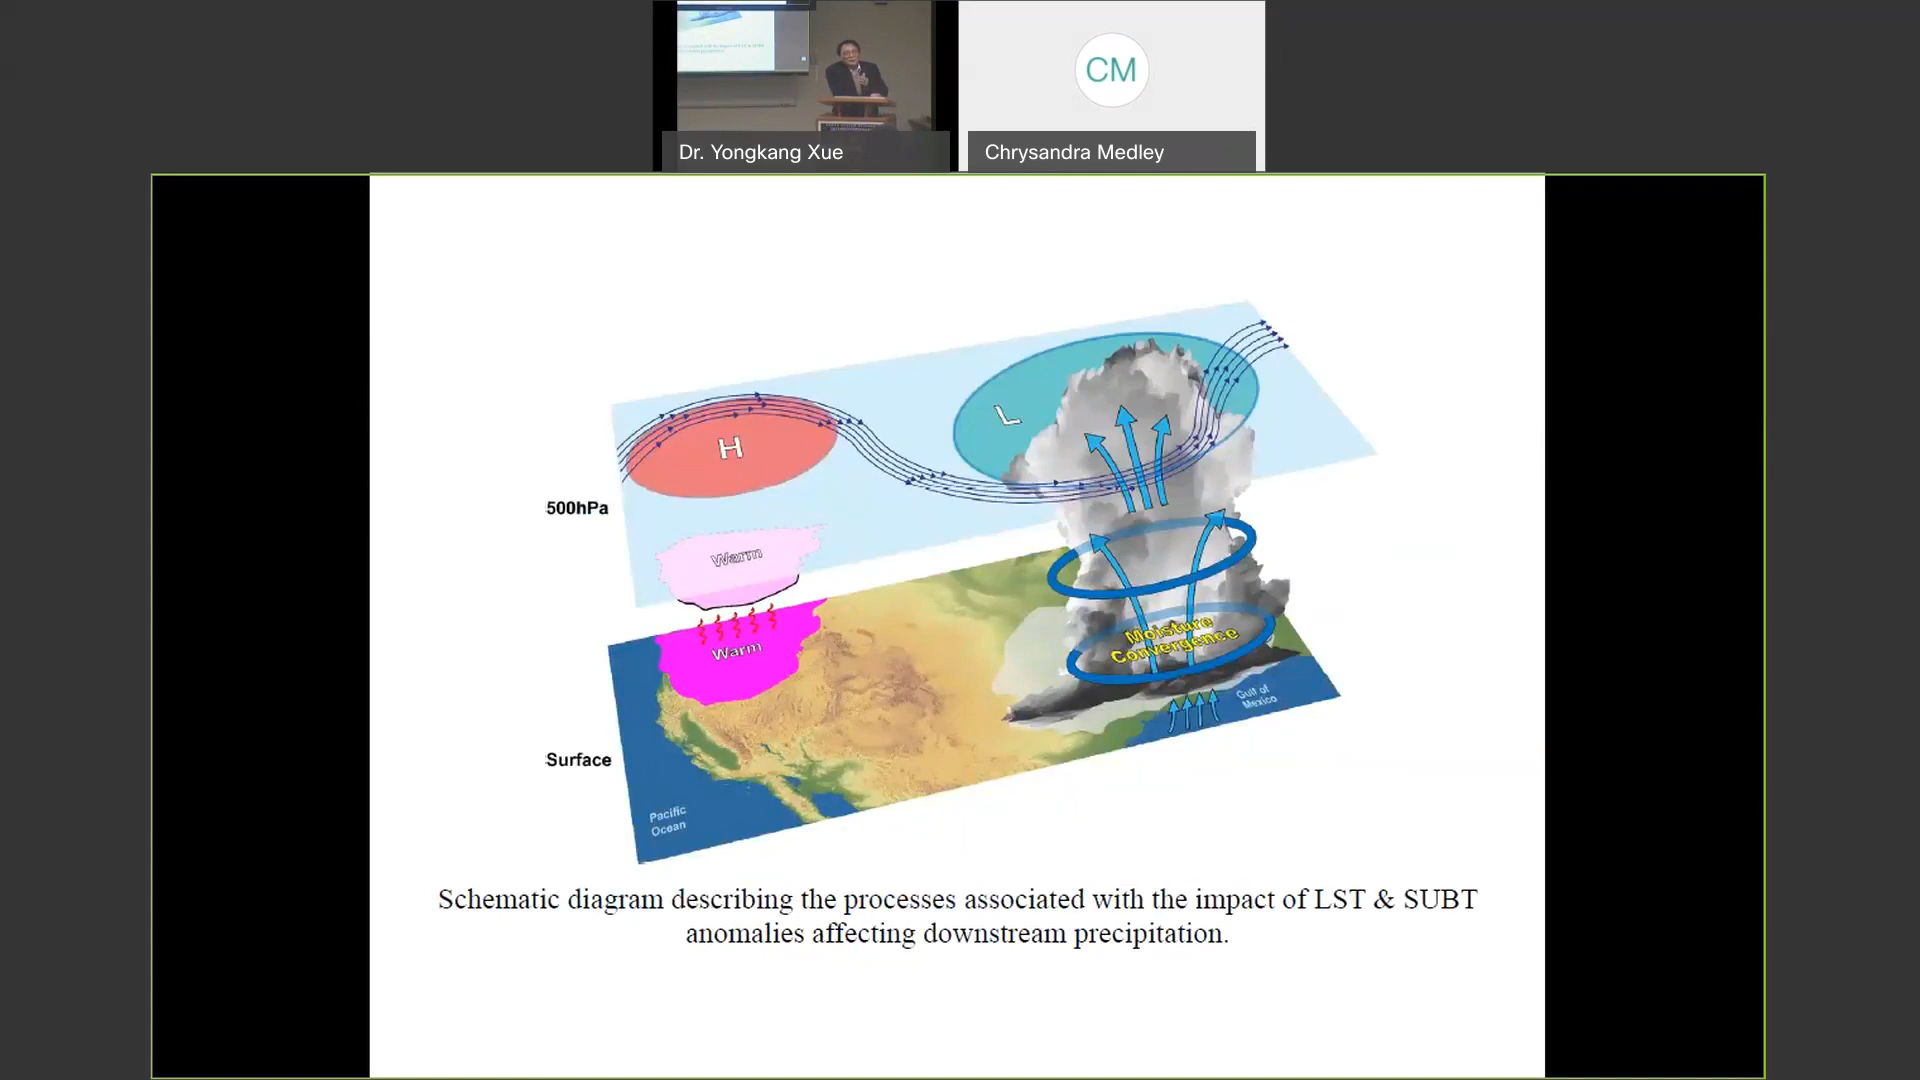 CM
Dr. Yongkang Xue
Chrysandra Medley
L
H
500hPa
Warm
Moisture
Convergence
Warm
Gulf of
Mexico
Surface
Pacific
Ocean
Schematic diagram describing the processes associated with the impact of LST & SUBT
anomalies affecting downstream precipitation.